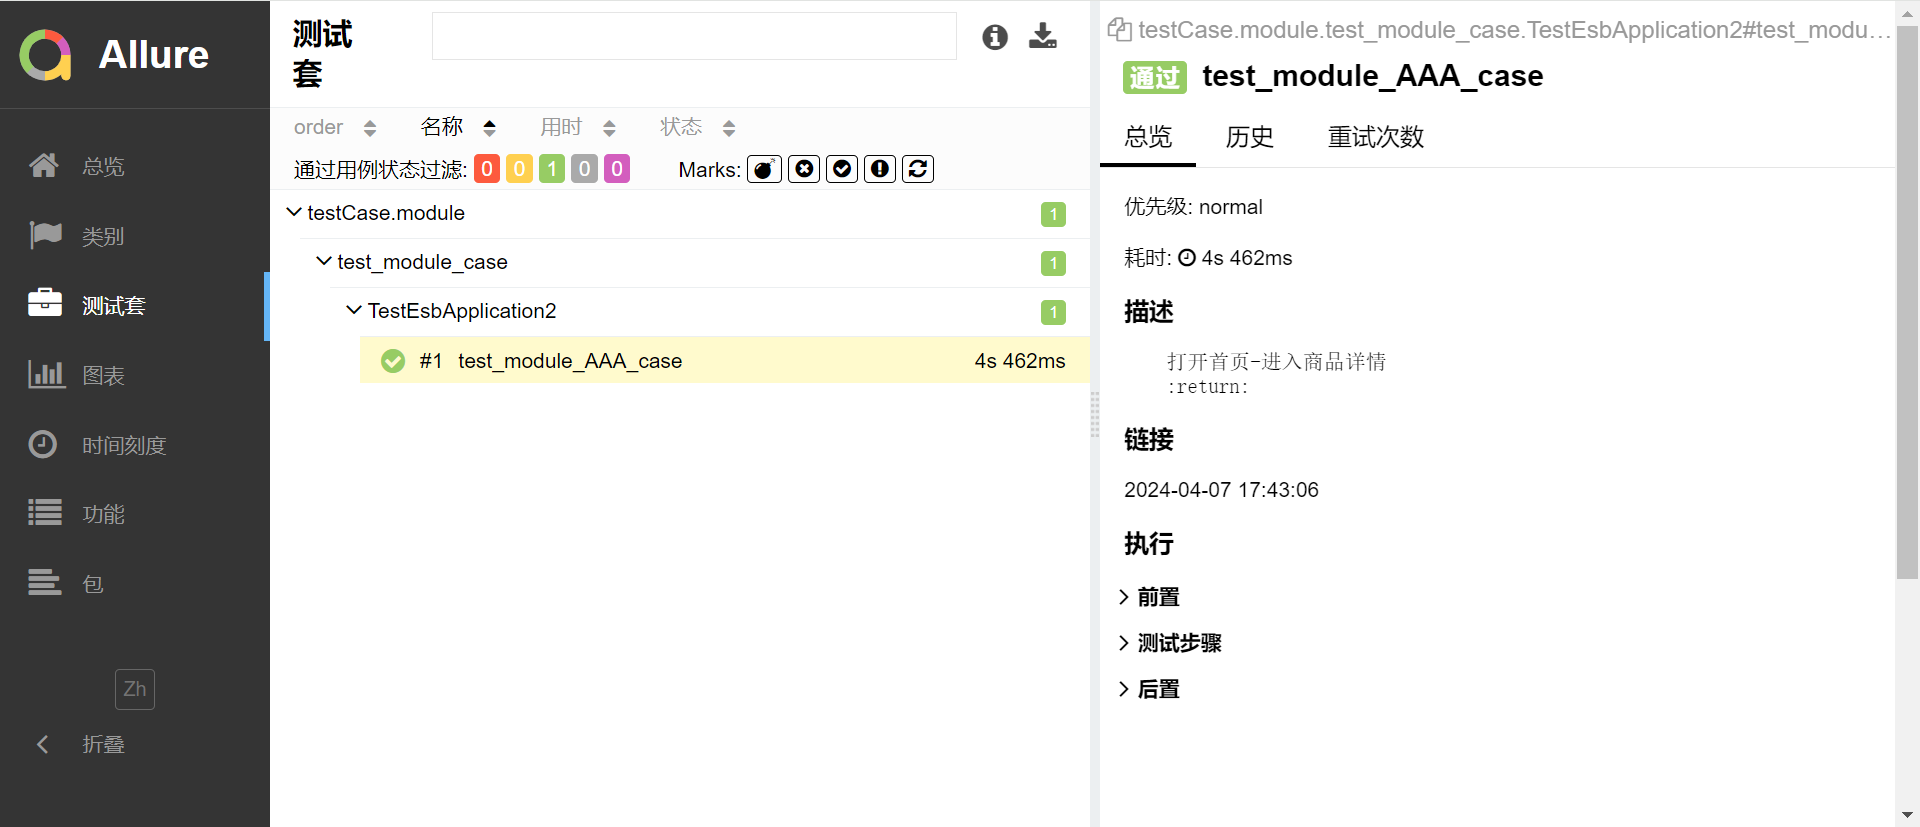 Allure
总览
类别
测试套
图表
时间刻度
功能
包
Zh
折叠
测试
套
order 名称 用时 状态
通过用例状态过滤: 0 0 1 0 0 Marks:
testCase.module 1
test_module_case 1
TestEsbApplication2 1
#1 test_module_AAA_case 4s 462ms
testCase.module.test_module_case.TestEsbApplication2#test_modu…
通过 test_module_AAA_case
总览 历史 重试次数
优先级: normal
耗时: 4s 462ms
描述
打开首页-进入商品详情
:return:
链接
2024-04-07 17:43:06
执行
前置
测试步骤
后置